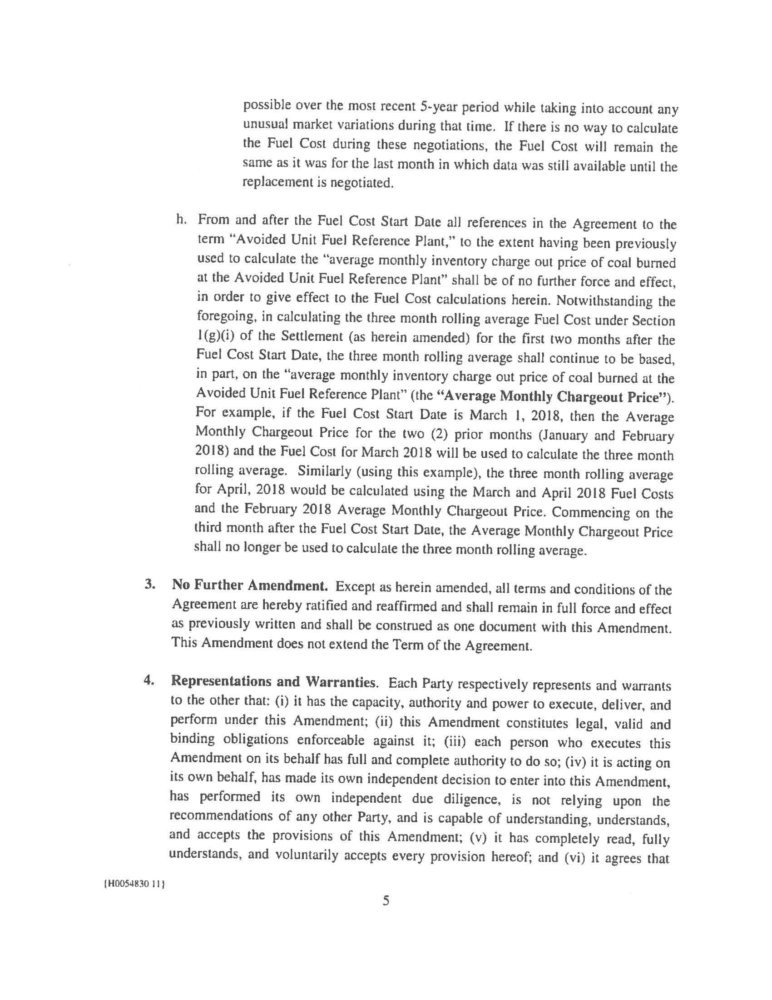 possible over the most recent 5-year period while taking into account any
unusual market variations during that time. If there is no way to calculate
the Fuel Cost during these negotiations, the Fuel Cost will remain the
same as it was for the last month in which data was still available until the
replacement is negotiated.
h. From and after the Fuel Cost Start Date all references in the Agreement to the
term “Avoided Unit Fuel Reference Plant,” to the extent having been previously
used to calculate the “average monthly inventory charge out price of coal burned
at the Avoided Unit Fuel Reference Plant” shall be of no further force and effect,
in order to give effect to the Fuel Cost calculations herein. Notwithstanding the
foregoing, in calculating the three month rolling average Fuel Cost under Section
1(g)(i) of the Settlement (as herein amended) for the first two months after the
Fuel Cost Start Date, the three month rolling average shall continue to be based,
in part, on the “average monthly inventory charge out price of coal burned at the
Avoided Unit Fuel Reference Plant” (the “Average Monthly Chargeout Price”).
For example, if the Fuel Cost Start Date is March 1, 2018, then the Average
Monthly Chargeout Price for the two (2) prior months (January and February
2018) and the Fuel Cost for March 2018 will be used to calculate the three month
rolling average. Similarly (using this example), the three month rolling average
for April, 2018 would be calculated using the March and April 2018 Fuel Costs
and the February 2018 Average Monthly Chargeout Price. Commencing on the
third month after the Fuel Cost Start Date, the Average Monthly Chargeout Price
shall no longer be used to calculate the three month rolling average.
3. No Further Amendment. Except as herein amended, all terms and conditions of the
Agreement are hereby ratified and reaffirmed and shall remain in full force and effect
as previously written and shall be construed as one document with this Amendment.
This Amendment does not extend the Term of the Agreement.
4. Representations and Warranties. Each Party respectively represents and warrants
to the other that: (i) it has the capacity, authority and power to execute, deliver, and
perform under this Amendment; (ii) this Amendment constitutes legal, valid and
binding obligations enforceable against it; (iii) each person who executes this
Amendment on its behalf has full and complete authority to do so; (iv) it is acting on
its own behalf, has made its own independent decision to enter into this Amendment,
has performed its own independent due diligence, is not relying upon the
recommendations of any other Party, and is capable of understanding, understands,
and accepts the provisions of this Amendment; (v) it has completely read, fully
understands, and voluntarily accepts every provision hereof; and (vi) it agrees that
{H0054830 11}
5